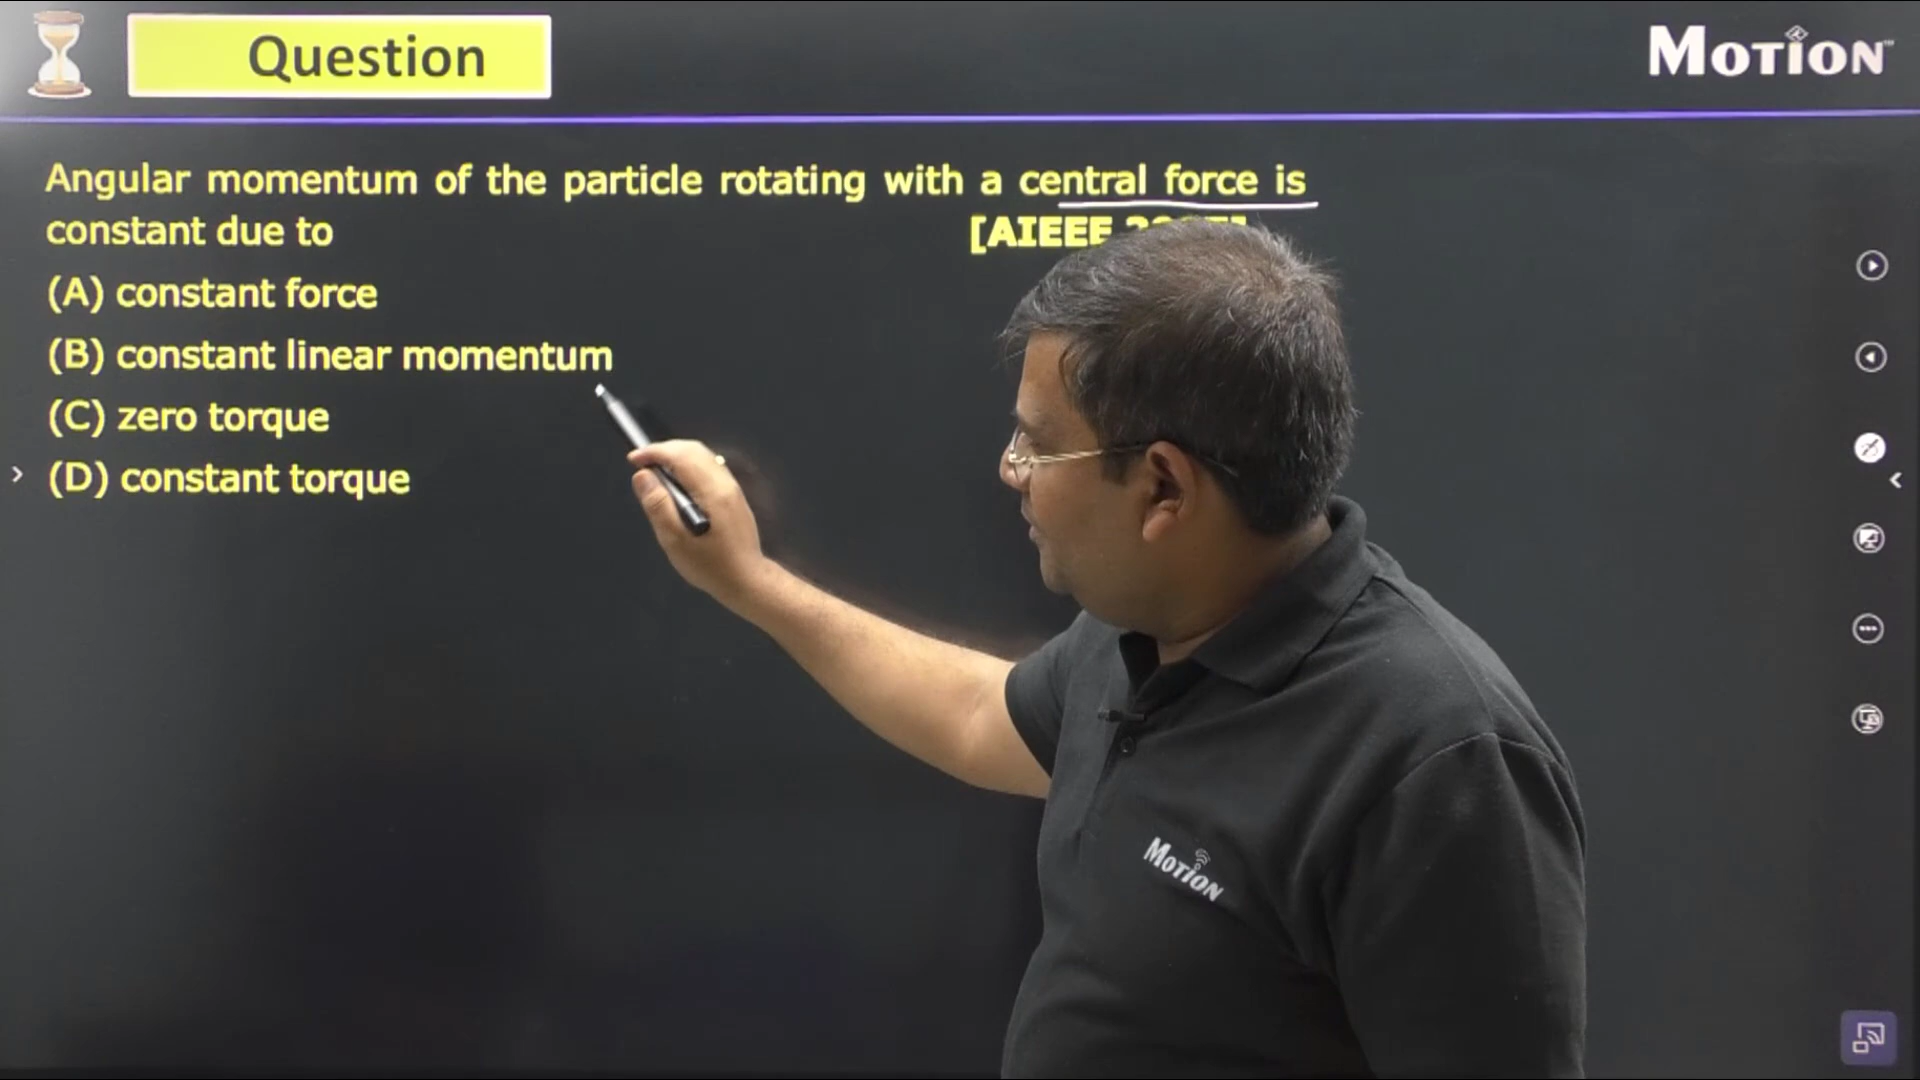 Question
MOTION
Angular momentum of the particle rotating with a central force is
constant due to [AIEEE
(A) constant force
(B) constant linear momentum
(C) zero torque
(D) constant torque
MOTION